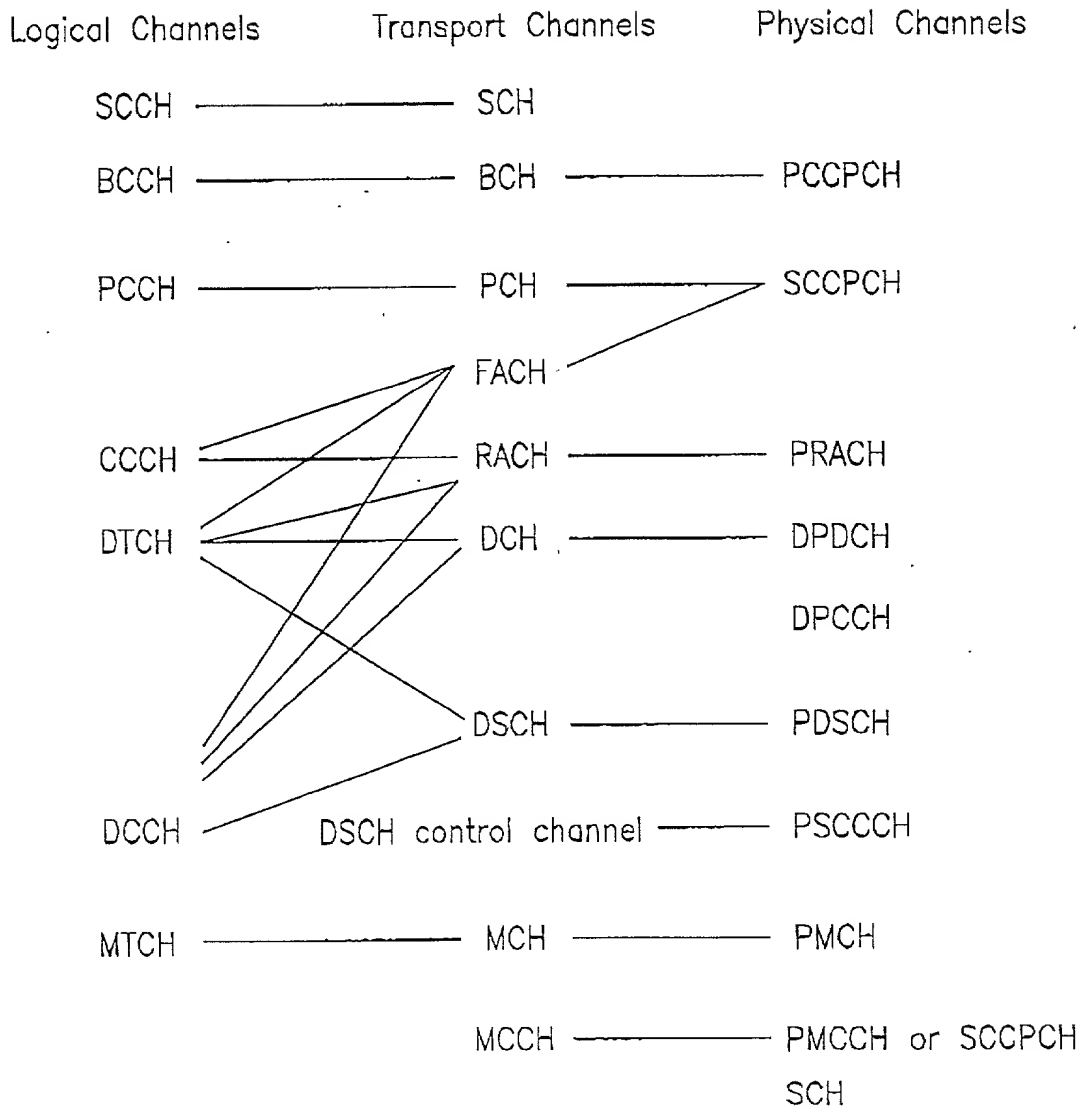 Logical Channels Transport Channels Physical Channels
SCCH SCH
BCCH BCH PCCPCH
PCCH PCH SCCPCH
FACH
CCCH RACH PRACH
DTCH DCH DPDCH
DPCCH
DSCH PDSCH
DCCH DSCH control channel PSCCCH
MTCH MCH PMCH
MCCH PMCCH or SCCPCH
SCH